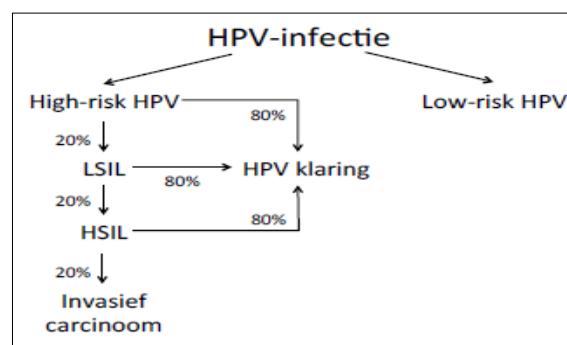 HPV-infectie
High-risk HPV
Low-risk HPV
80%
20%
LSIL
HPV klaring
80%
20%
80%
HSIL
20%
Invasief
carcinoom